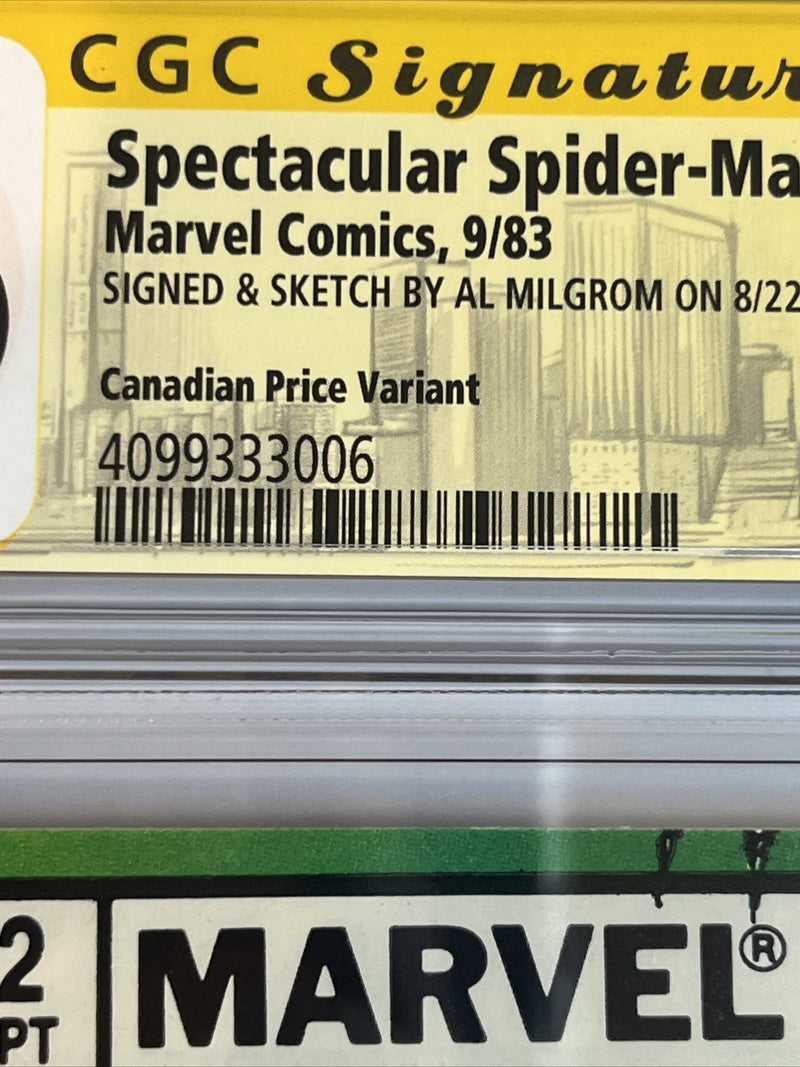 CGC Signatur
Spectacular Spider-Ma
Marvel Comics, 9/83
SIGNED & SKETCH BY AL MILGROM ON 8/22
Canadian Price Variant
4099333006
2
PT
MARVEL®